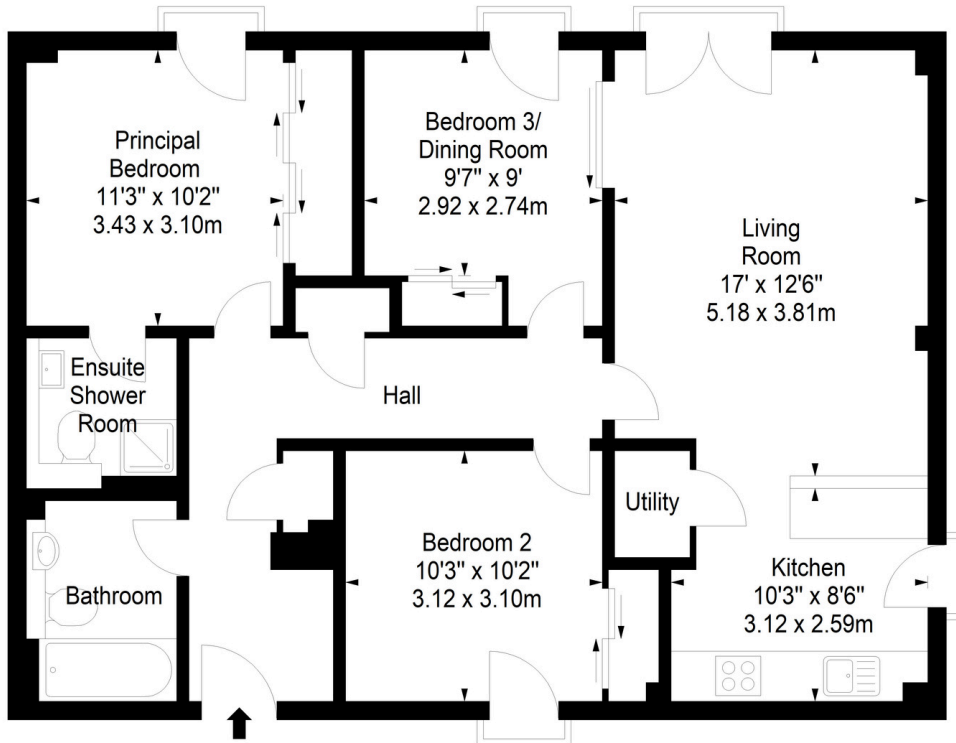 Principal
Bedroom
11'3" x 10'2"
3.43 x 3.10m
Bedroom 3/
Dining Room
9'7" x 9'
2.92 x 2.74m
Living
Room
17' x 12'6"
5.18 x 3.81m
Ensuite
Shower
Room
Hall
Utility
Bathroom
Bedroom 2
10'3" x 10'2"
3.12 x 3.10m
Kitchen
10'3" x 8'6"
3.12 x 2.59m